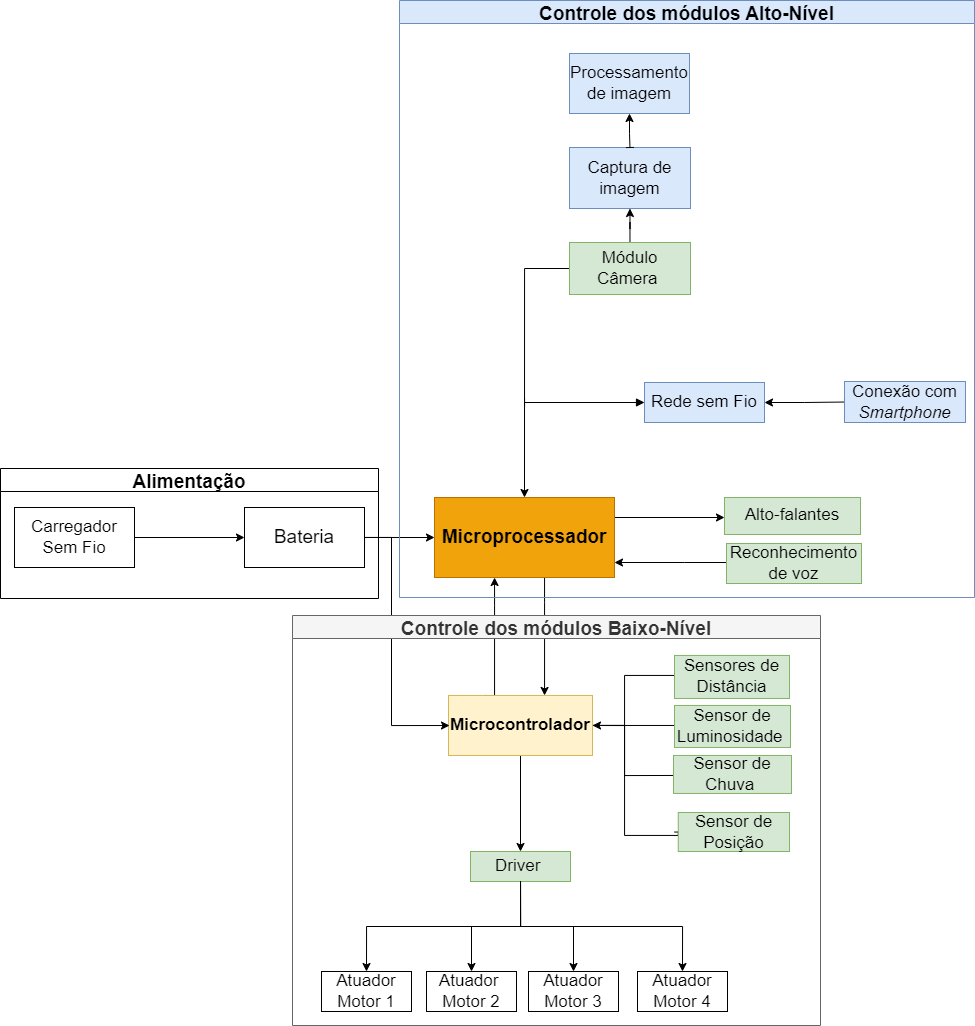 Controle dos módulos Alto-Nível
Processamento
de imagem
Captura de
imagem
Módulo
Câmera
Rede sem Fio
Conexão com
Smartphone
Alimentação
Carregador
Sem Fio
Bateria
Microprocessador
Alto-falantes
Reconhecimento
de voz
Controle dos módulos Baixo-Nível
Microcontrolador
Sensores de
Distância
Sensor de
Luminosidade
Sensor de
Chuva
Sensor de
Posição
Driver
Atuador
Motor 1
Atuador
Motor 2
Atuador
Motor 3
Atuador
Motor 4